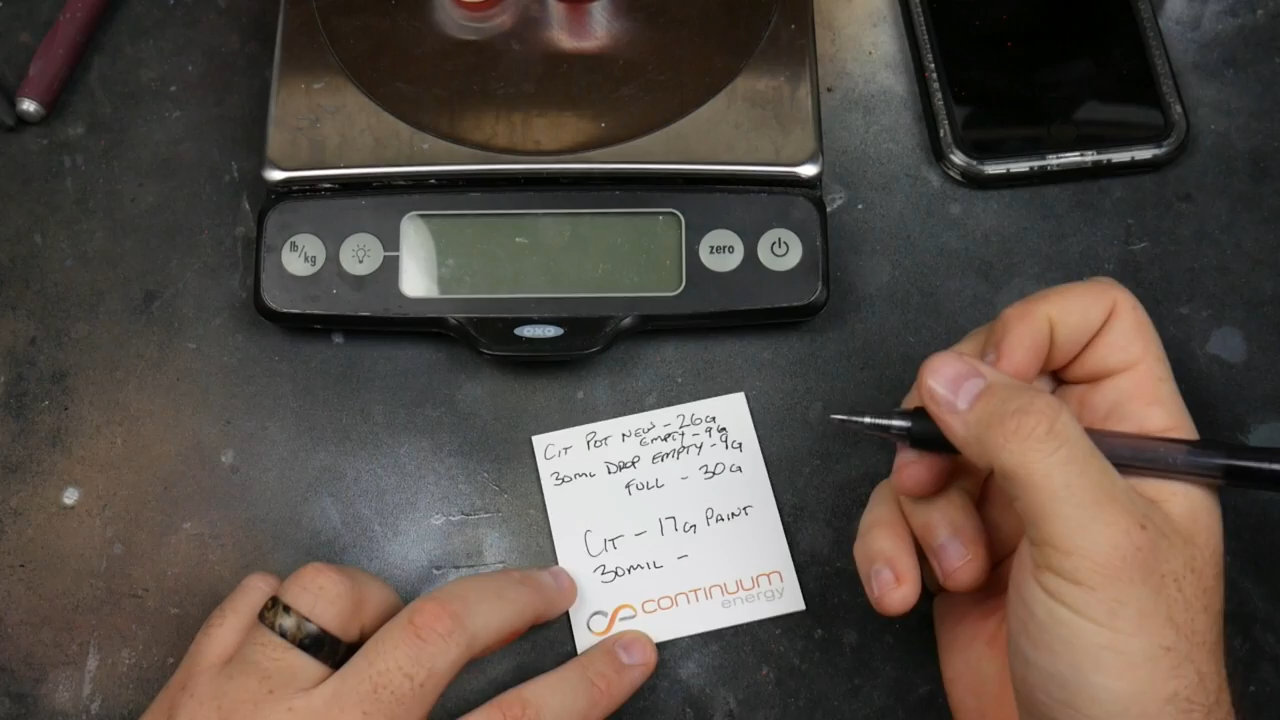 lb/kg
zero
OXO
CIT POT NEW - 26G
EMPTY - 9G
30ML DROP EMPTY - 9G
FULL - 30G
CIT - 17G PAINT
30MIL -
CONTINUUM
energy